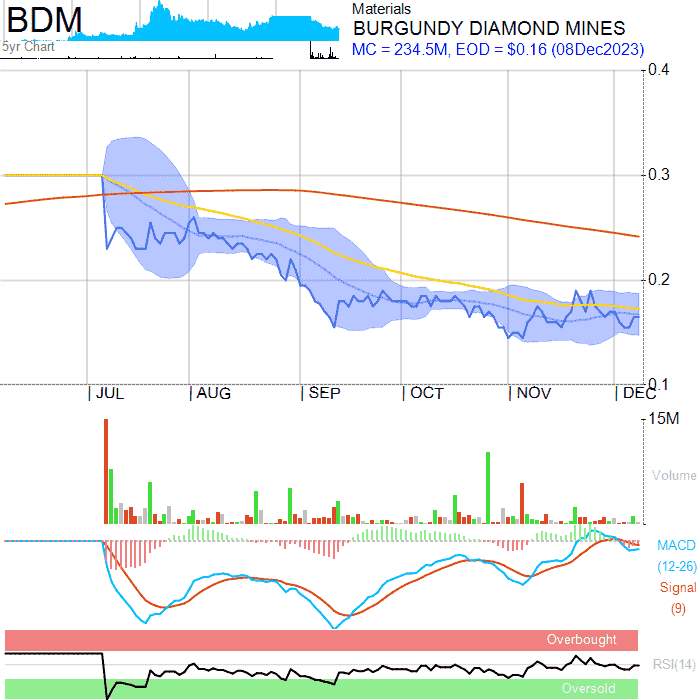 BDM
5yr Chart
Materials
BURGUNDY DIAMOND MINES
MC = 234.5M, EOD = $0.16 (08Dec2023)
0.4
0.3
0.2
0.1
JUL AUG SEP OCT NOV DEC
15M
Volume
MACD
(12-26)
Signal
(9)
Overbought
RSI(14)
Oversold